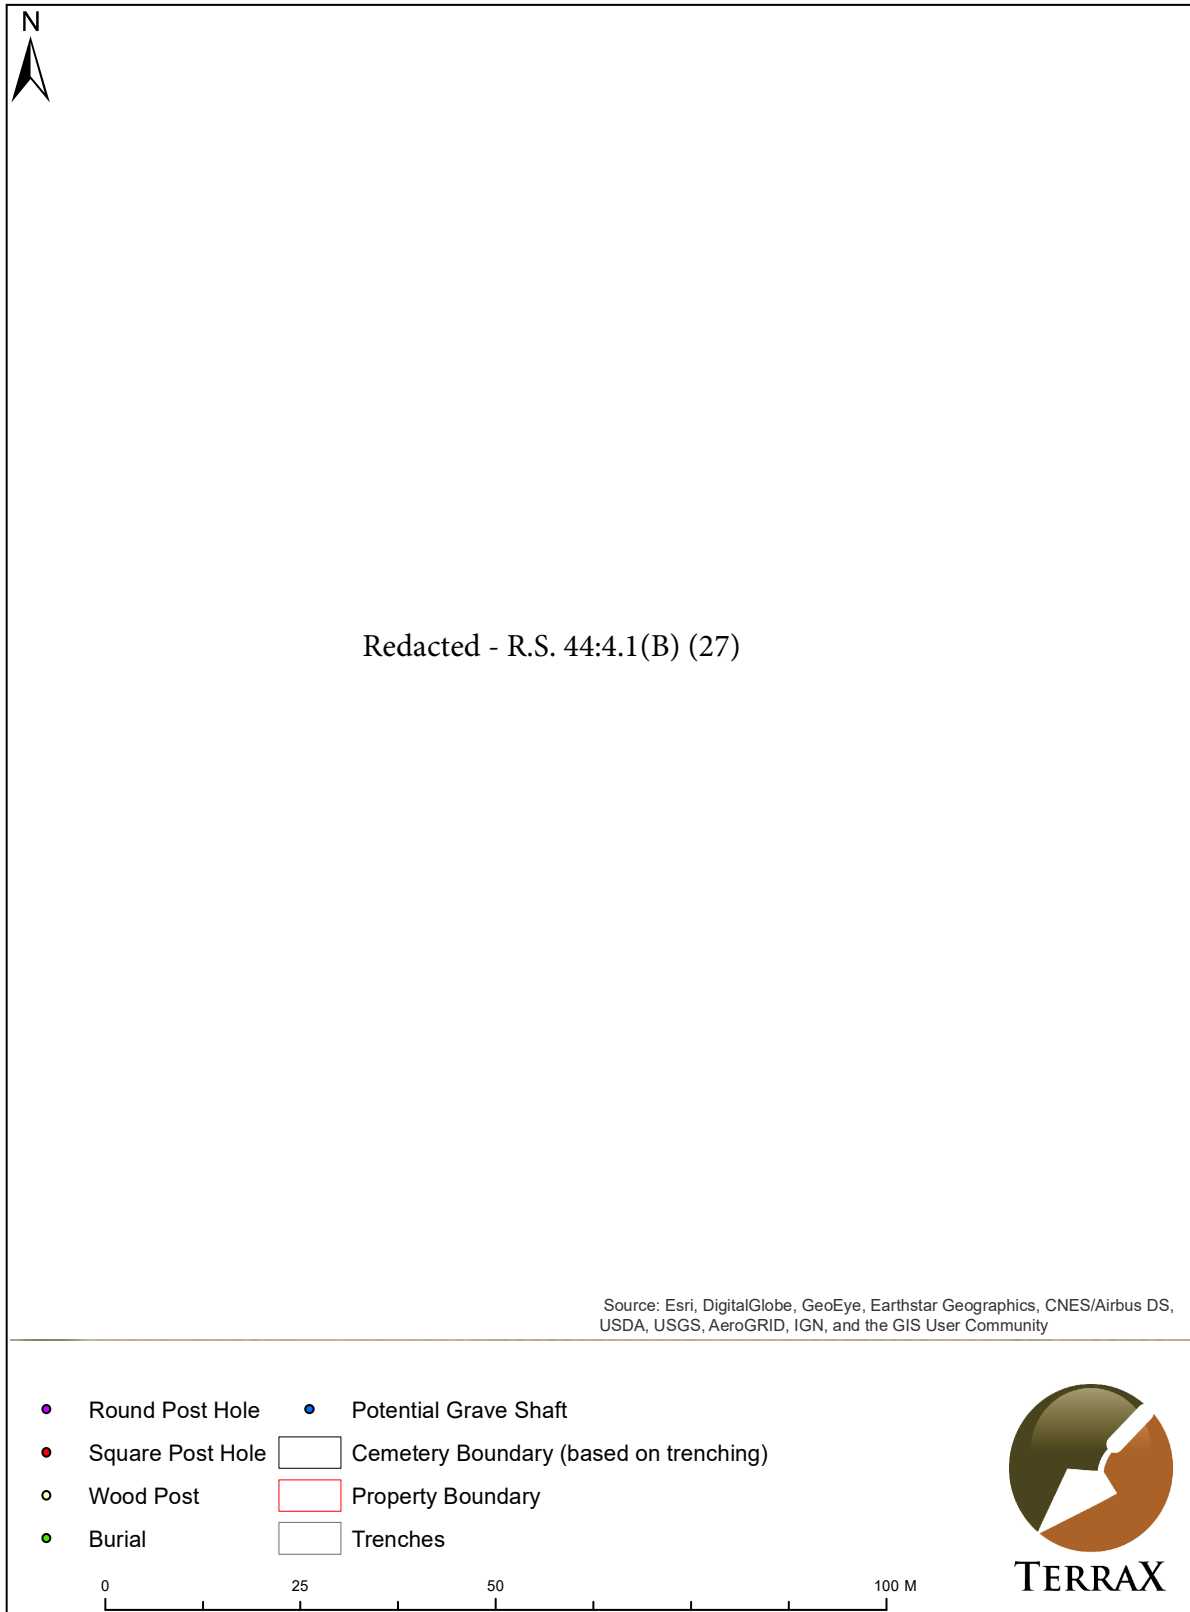 N
Redacted - R.S. 44:4.1(B) (27)
Source: Esri, DigitalGlobe, GeoEye, Earthstar Geographics, CNES/Airbus DS,
USDA, USGS, AeroGRID, IGN, and the GIS User Community
Round Post Hole
Potential Grave Shaft
Square Post Hole
Cemetery Boundary (based on trenching)
Wood Post
Property Boundary
Burial
Trenches
0 25 50 100 M
TERRAX